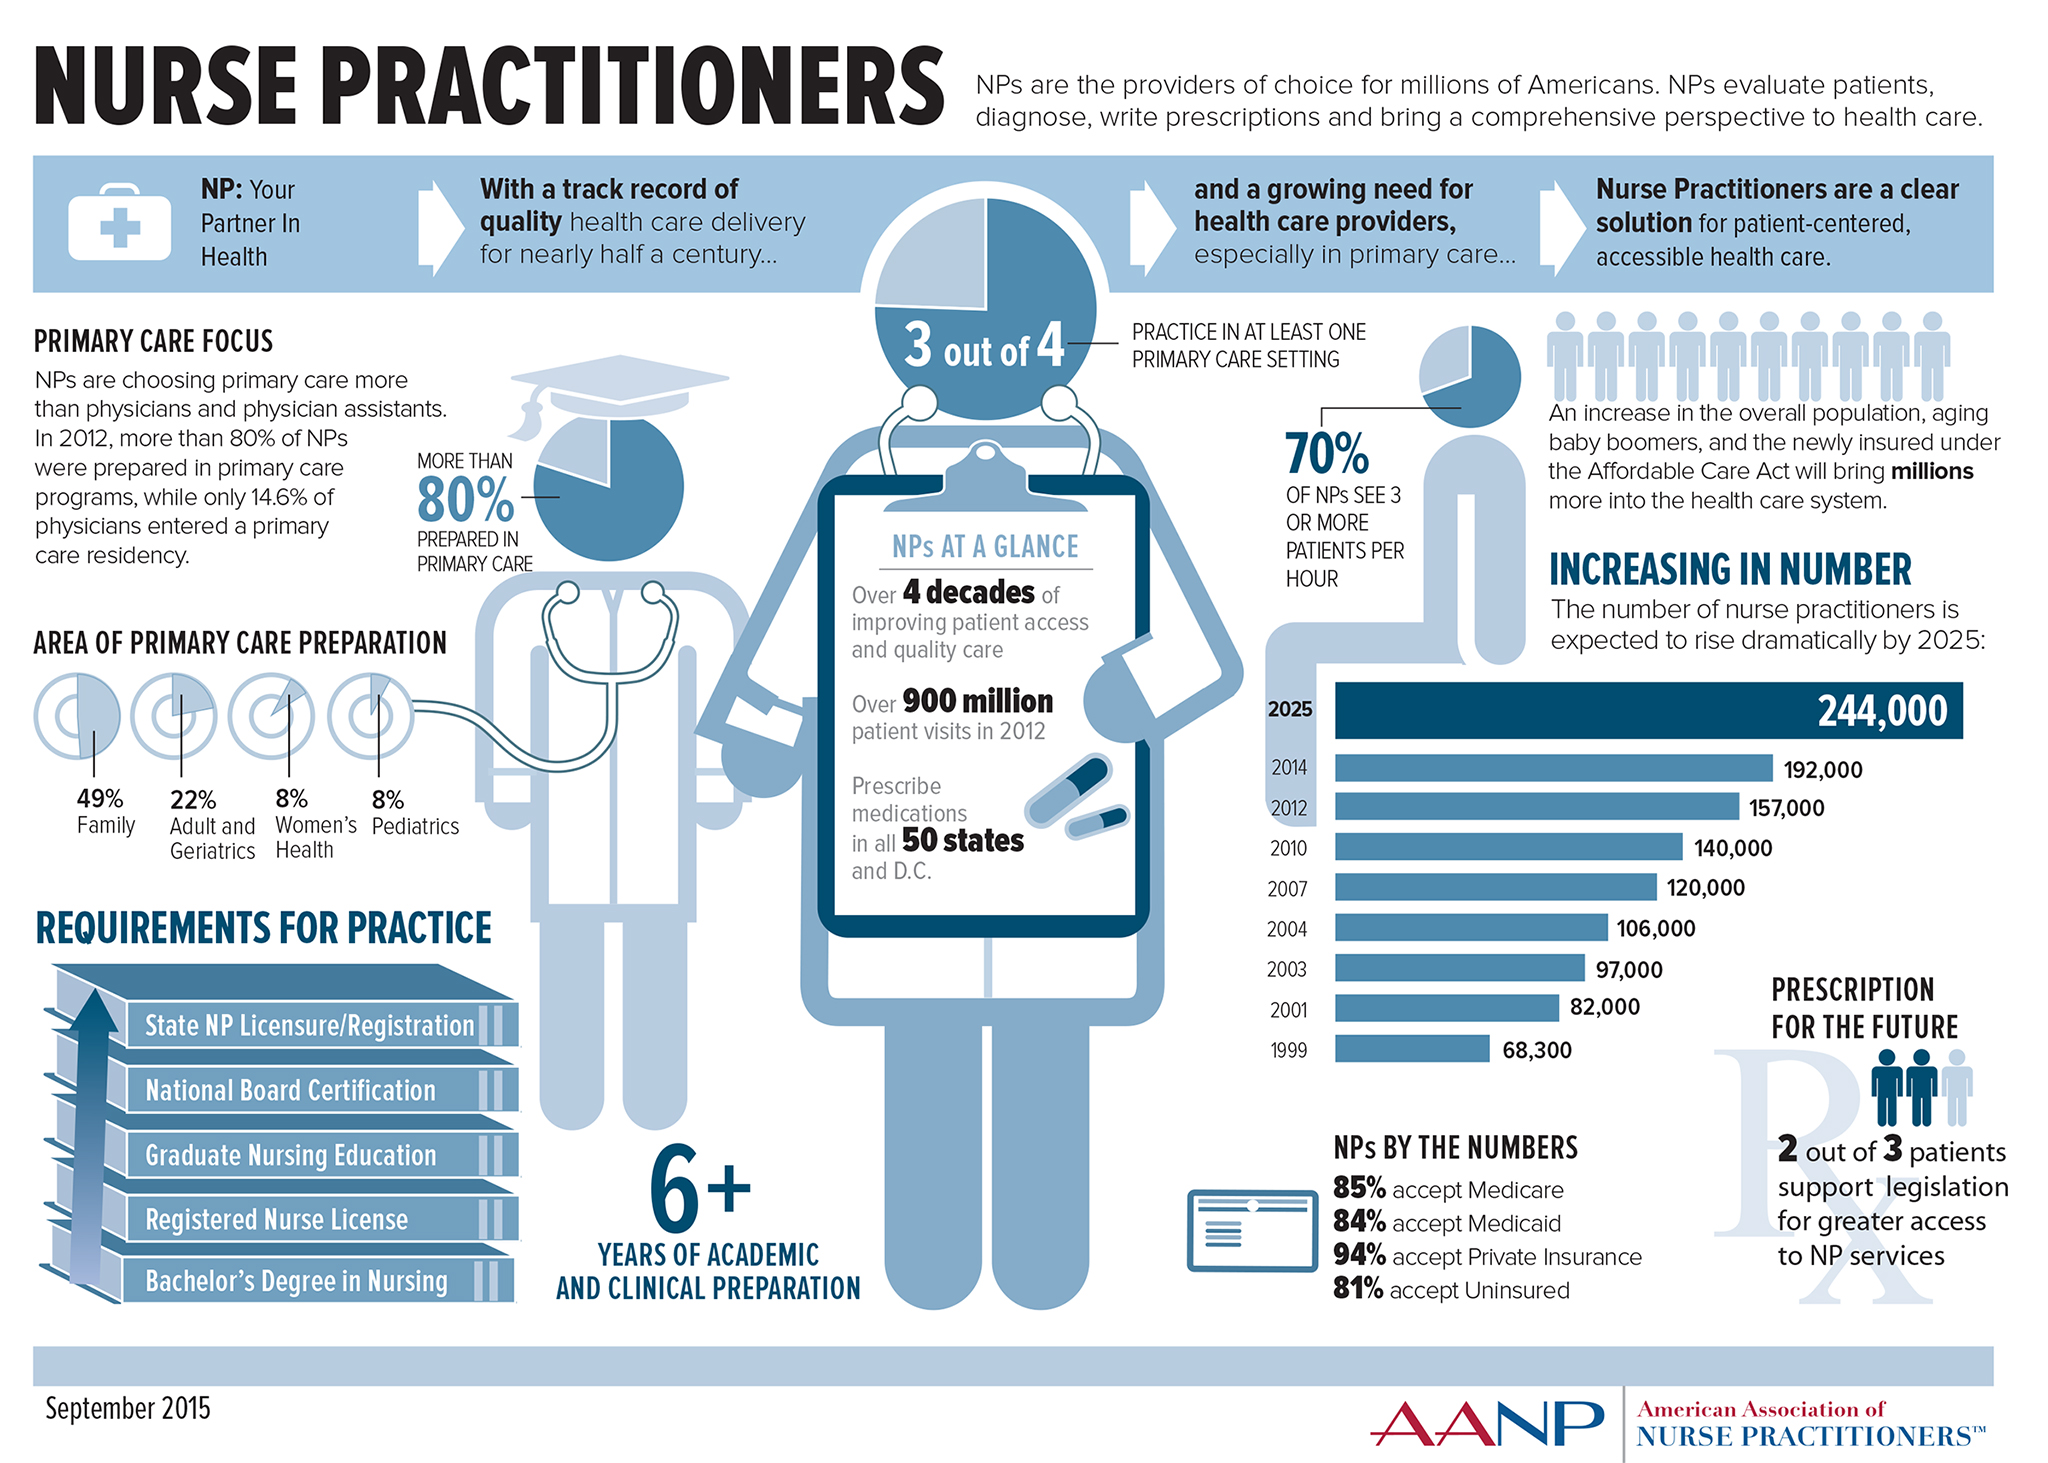 NURSE PRACTITIONERS
NPs are the providers of choice for millions of Americans. NPs evaluate patients,
diagnose, write prescriptions and bring a comprehensive perspective to health care.
NP: Your
Partner In
Health
With a track record of
quality health care delivery
for nearly half a century...
and a growing need for
health care providers,
especially in primary care...
Nurse Practitioners are a clear
solution for patient-centered,
accessible health care.
PRIMARY CARE FOCUS
NPs are choosing primary care more
than physicians and physician assistants.
In 2012, more than 80% of NPs
were prepared in primary care
programs, while only 14.6% of
physicians entered a primary
care residency.
MORE THAN
80%
PREPARED IN
PRIMARY CARE
3 out of 4
PRACTICE IN AT LEAST ONE
PRIMARY CARE SETTING
70%
OF NPs SEE 3
OR MORE
PATIENTS PER
HOUR
An increase in the overall population, aging
baby boomers, and the newly insured under
the Affordable Care Act will bring millions
more into the health care system.
AREA OF PRIMARY CARE PREPARATION
49%
Family
22%
Adult and
Geriatrics
8%
Women's
Health
8%
Pediatrics
NPs AT A GLANCE
Over 4 decades of
improving patient access
and quality care
Over 900 million
patient visits in 2012
Prescribe
medications
in all 50 states
and D.C.
INCREASING IN NUMBER
The number of nurse practitioners is
expected to rise dramatically by 2025:
2025 244,000
2014 192,000
2012 157,000
2010 140,000
2007 120,000
2004 106,000
2003 97,000
2001 82,000
1999 68,300
REQUIREMENTS FOR PRACTICE
State NP Licensure/Registration
National Board Certification
Graduate Nursing Education
Registered Nurse License
Bachelor's Degree in Nursing
6+
YEARS OF ACADEMIC
AND CLINICAL PREPARATION
NPs BY THE NUMBERS
85% accept Medicare
84% accept Medicaid
94% accept Private Insurance
81% accept Uninsured
PRESCRIPTION
FOR THE FUTURE
Rx
2 out of 3 patients
support legislation
for greater access
to NP services
September 2015
AANP
American Association of
NURSE PRACTITIONERS™